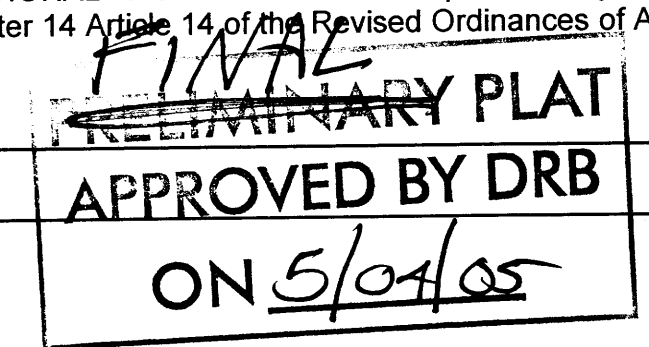 ter 14 Article 14 of the Revised Ordinances of A
FINAL
PRELIMINARY PLAT
APPROVED BY DRB
ON 5/04/05